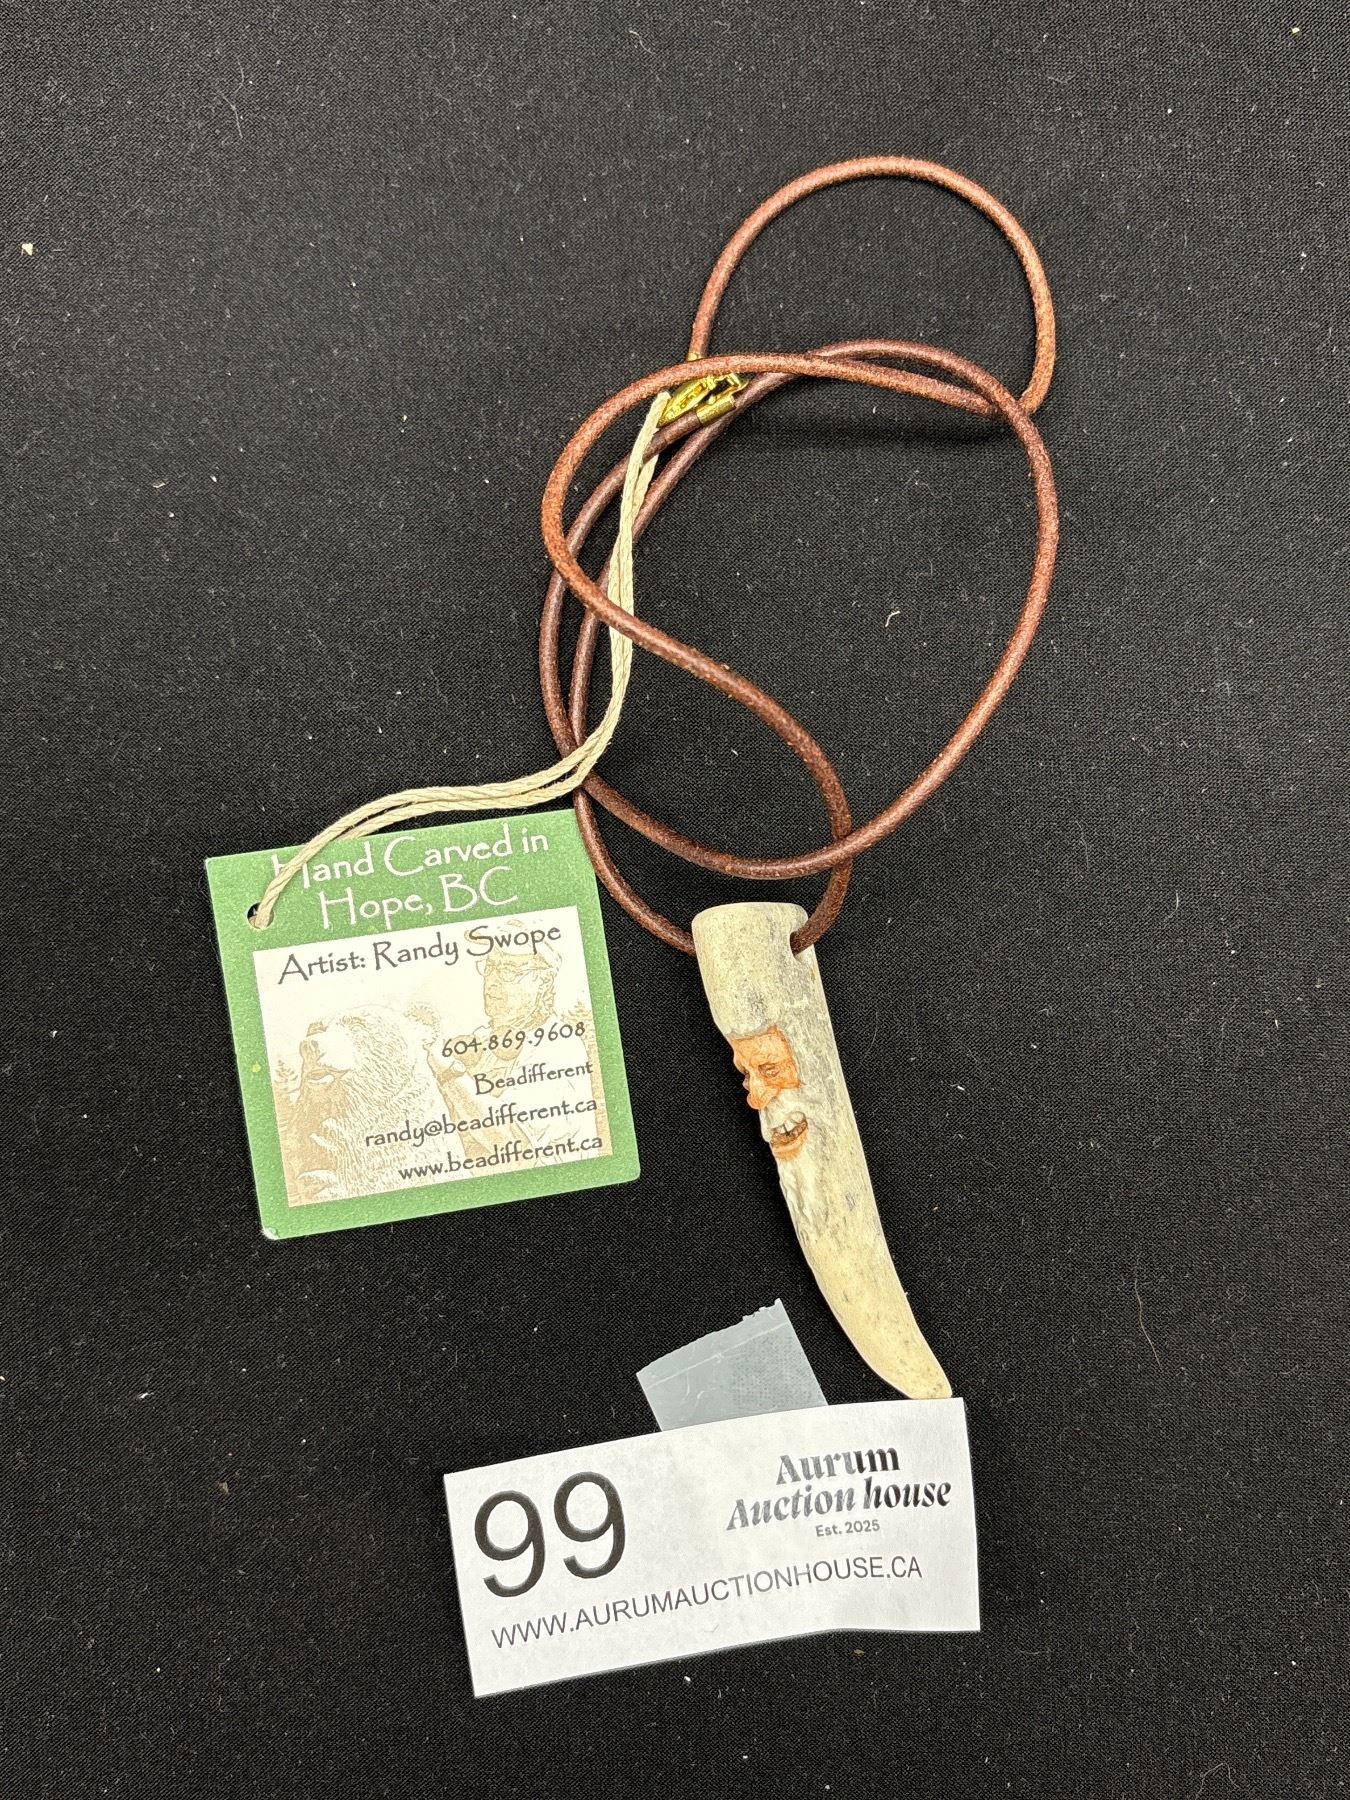 Hand Carved in
Hope, BC
Artist: Randy Swope
604.869.9608
Beadifferent
randy@beadifferent.ca
www.beadifferent.ca
99
Aurum
Auction house
Est. 2025
WWW.AURUMAUCTIONHOUSE.CA